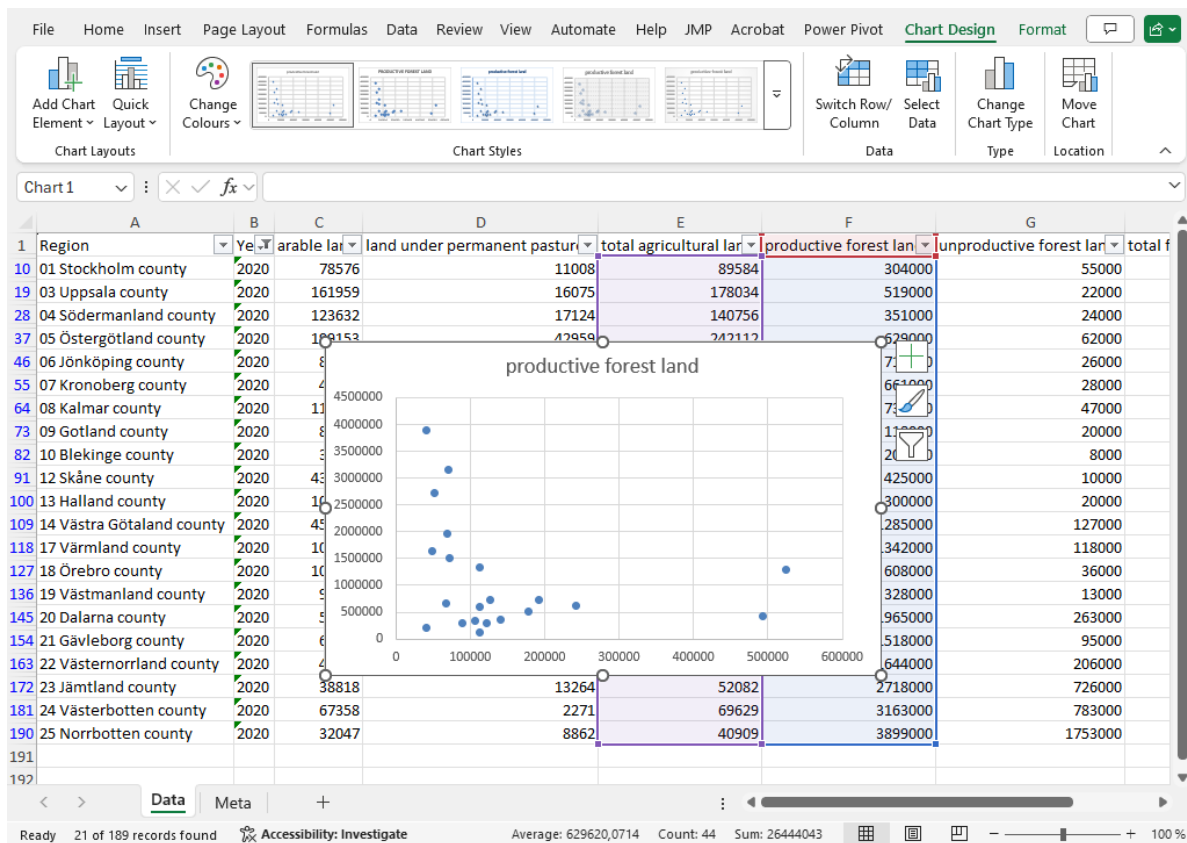 File Home Insert Page Layout Formulas Data Review View Automate Help JMP Acrobat Power Pivot Chart Design Format
Add Chart Element Quick Layout Change Colours Switch Row/ Column Select Data Change Chart Type Move Chart
Chart Layouts Chart Styles Data Type Location
Chart 1 fx
A B C D E F G
1 Region Ye arable lar land under permanent pastur total agricultural lar productive forest lan unproductive forest lan total f
10 01 Stockholm county 2020 78576 11008 89584 304000 55000
19 03 Uppsala county 2020 161959 16075 178034 519000 22000
28 04 Södermanland county 2020 123632 17124 140756 351000 24000
37 05 Östergötland county 2020 42959 242112 629000 62000
46 06 Jönköping county 2020 26000
55 07 Kronoberg county 2020 28000
64 08 Kalmar county 2020 47000
73 09 Gotland county 2020 20000
82 10 Blekinge county 2020 8000
91 12 Skåne county 2020 425000 10000
100 13 Halland county 2020 300000 20000
109 14 Västra Götaland county 2020 285000 127000
118 17 Värmland county 2020 342000 118000
127 18 Örebro county 2020 608000 36000
136 19 Västmanland county 2020 328000 13000
145 20 Dalarna county 2020 965000 263000
154 21 Gävleborg county 2020 518000 95000
163 22 Västernorrland county 2020 644000 206000
172 23 Jämtland county 2020 38818 13264 52082 2718000 726000
181 24 Västerbotten county 2020 67358 2271 69629 3163000 783000
190 25 Norrbotten county 2020 32047 8862 40909 3899000 1753000
191
192
productive forest land
4500000
4000000
3500000
3000000
2500000
2000000
1500000
1000000
500000
0
0 100000 200000 300000 400000 500000 600000
Data Meta +
Ready 21 of 189 records found Accessibility: Investigate Average: 629620,0714 Count: 44 Sum: 26444043 100 %